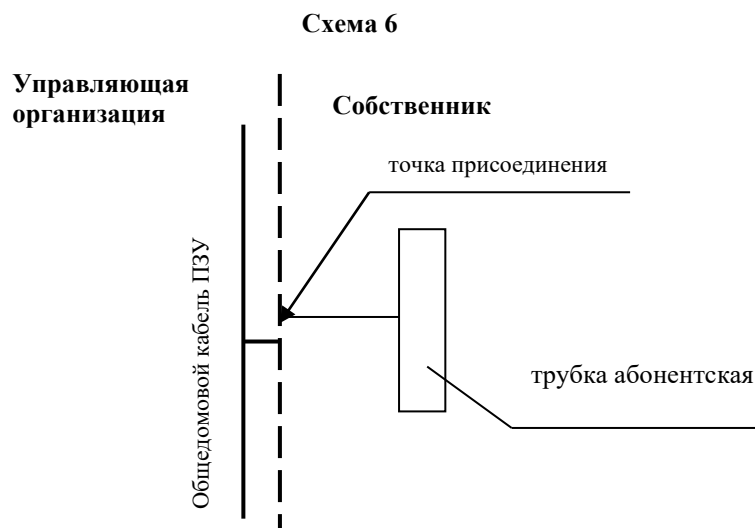 Схема 6
Управляющая
организация
Собственник
точка присоединения
Общедомовой кабель ПЗУ
трубка абонентская